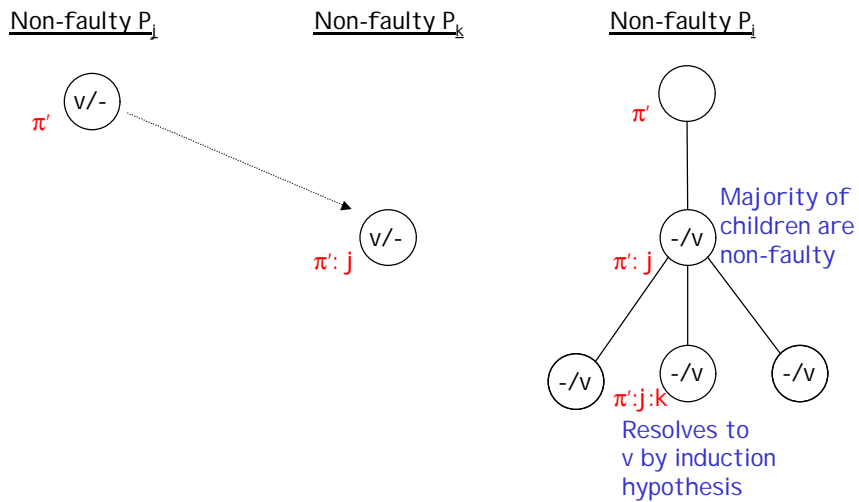 Non-faulty Pj
Non-faulty Pk
Non-faulty Pi
v/-
π'
π'
v/-
π': j
-/v
π': j
Majority of
children are
non-faulty
-/v
-/v
-/v
π':j:k
Resolves to
v by induction
hypothesis